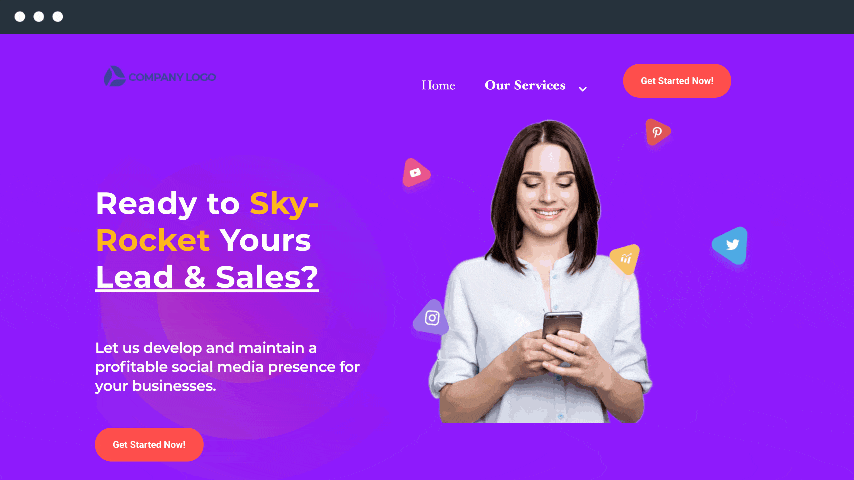 COMPANY LOGO
Home
Our Services
Get Started Now!
Ready to Sky-
Rocket Yours
Lead & Sales?
Let us develop and maintain a
profitable social media presence for
your businesses.
Get Started Now!